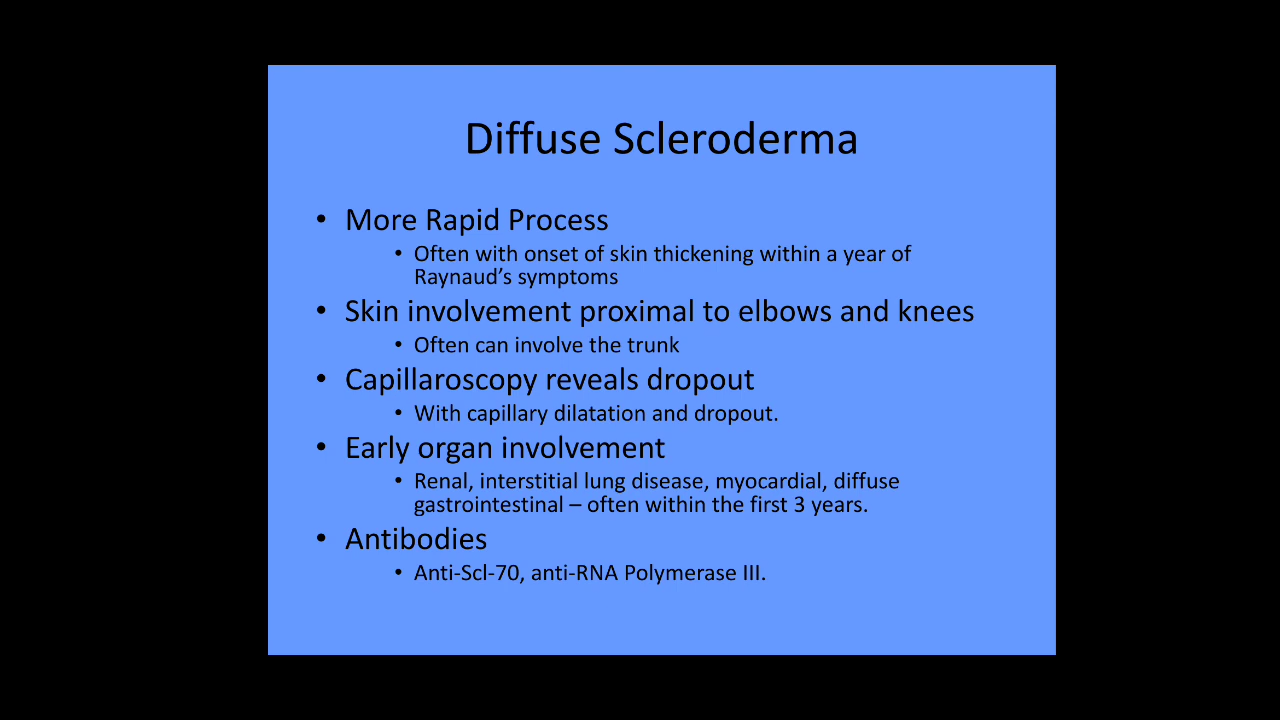 Diffuse Scleroderma
• More Rapid Process
• Often with onset of skin thickening within a year of
Raynaud’s symptoms
• Skin involvement proximal to elbows and knees
• Often can involve the trunk
• Capillaroscopy reveals dropout
• With capillary dilatation and dropout.
• Early organ involvement
• Renal, interstitial lung disease, myocardial, diffuse
gastrointestinal – often within the first 3 years.
• Antibodies
• Anti-Scl-70, anti-RNA Polymerase III.